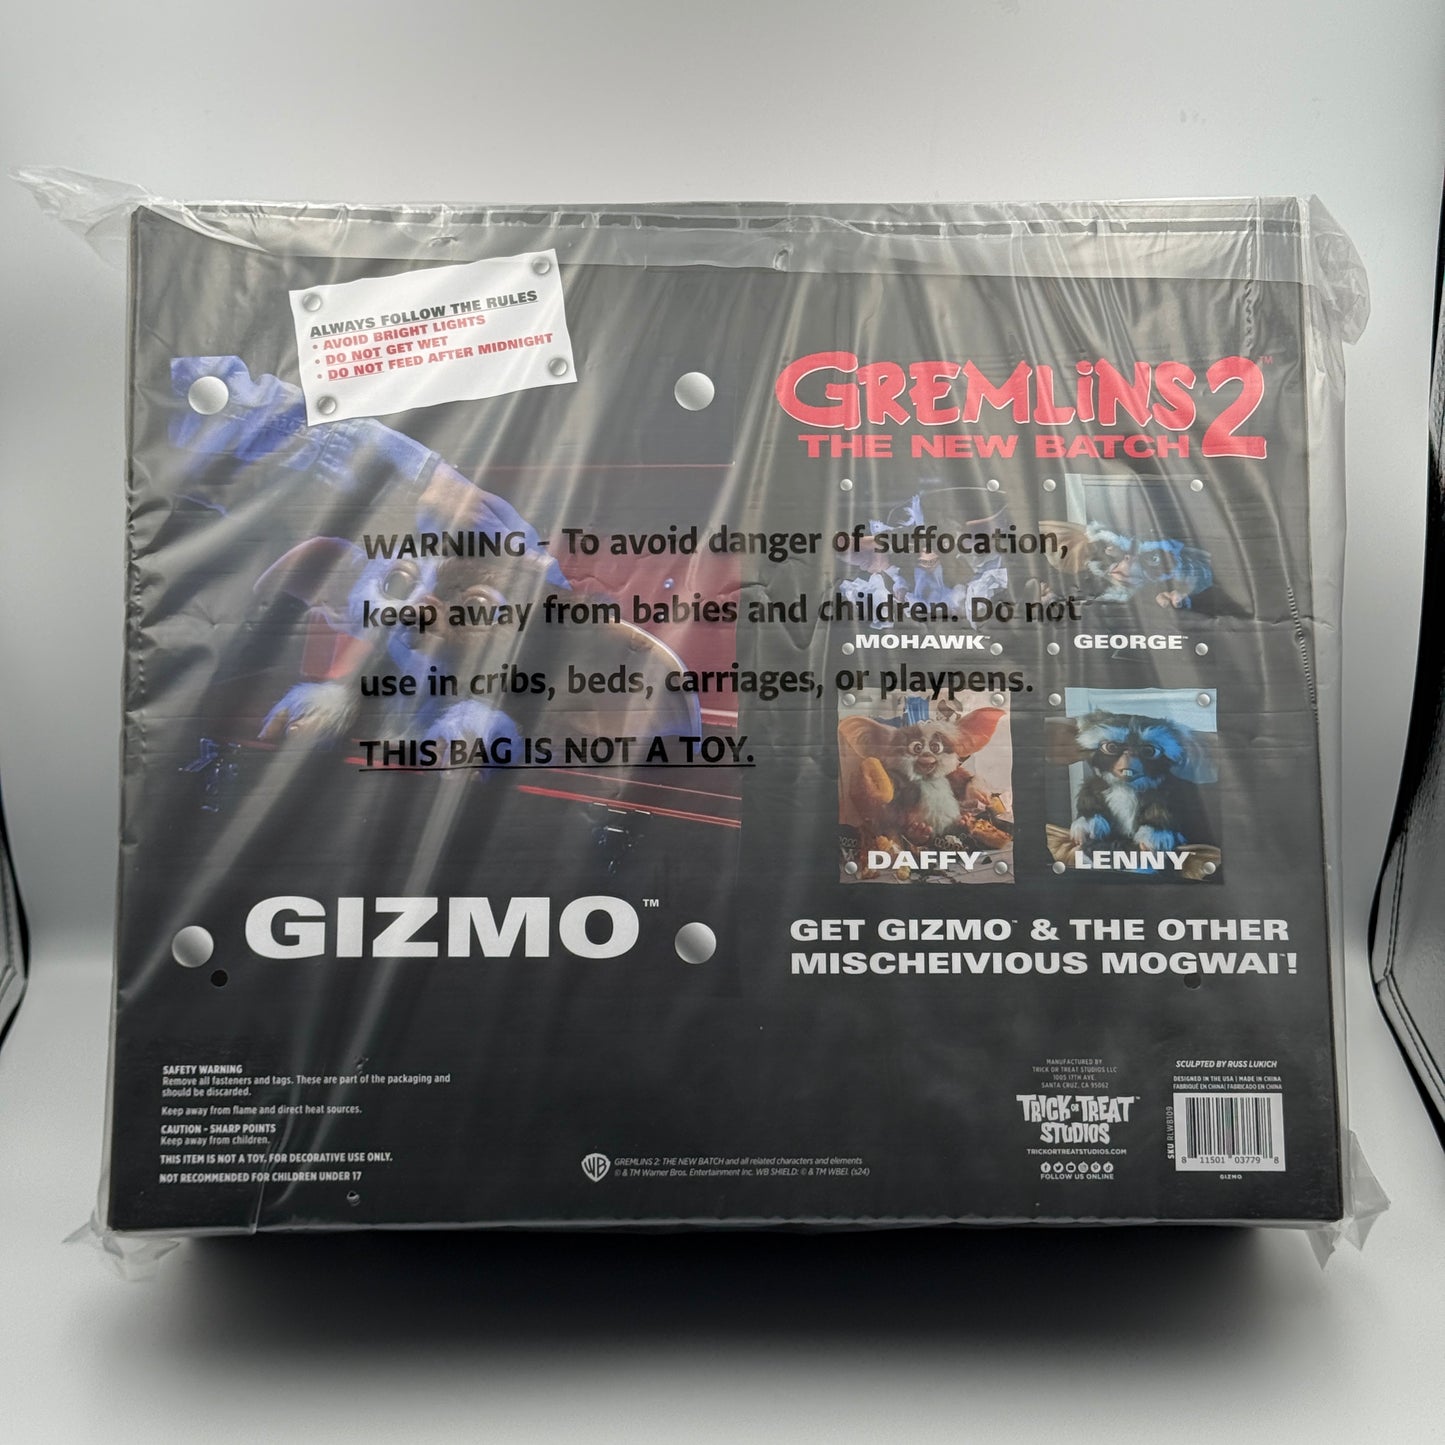 ALWAYS FOLLOW THE RULES
• AVOID BRIGHT LIGHTS
• DO NOT GET WET
• DO NOT FEED AFTER MIDNIGHT
GREMLINS 2™
THE NEW BATCH
WARNING - To avoid danger of suffocation,
keep away from babies and children. Do not
use in cribs, beds, carriages, or playpens.
THIS BAG IS NOT A TOY.
MOHAWK™
GEORGE™
DAFFY™
LENNY™
GIZMO™
GET GIZMO™ & THE OTHER
MISCHEIVIOUS MOGWAI™!
SAFETY WARNING
Remove all fasteners and tags. These are part of the packaging and
should be discarded.
Keep away from flame and direct heat sources.
CAUTION - SHARP POINTS
Keep away from children.
THIS ITEM IS NOT A TOY. FOR DECORATIVE USE ONLY.
NOT RECOMMENDED FOR CHILDREN UNDER 17
WB
GREMLINS 2: THE NEW BATCH and all related characters and elements
© & TM Warner Bros. Entertainment Inc. WB SHIELD: © & TM WBEI. (s24)
MANUFACTURED BY
TRICK OR TREAT STUDIOS LLC
1005 17TH AVE
SANTA CRUZ, CA 95062
TRICK OR TREAT™
STUDIOS
TRICKORTREATSTUDIOS.COM
FOLLOW US ONLINE
SCULPTED BY RUSS LUKICH
DESIGNED IN THE USA | MADE IN CHINA
FABRIQUÉ EN CHINA | FABRICADO EN CHINA
SKU RLWB109
8 11501 03779 8
GIZMO